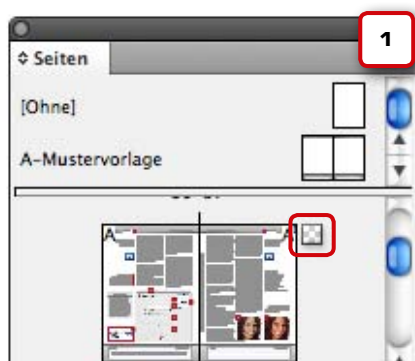 1
Seiten
[Ohne]
A-Mustervorlage
A A